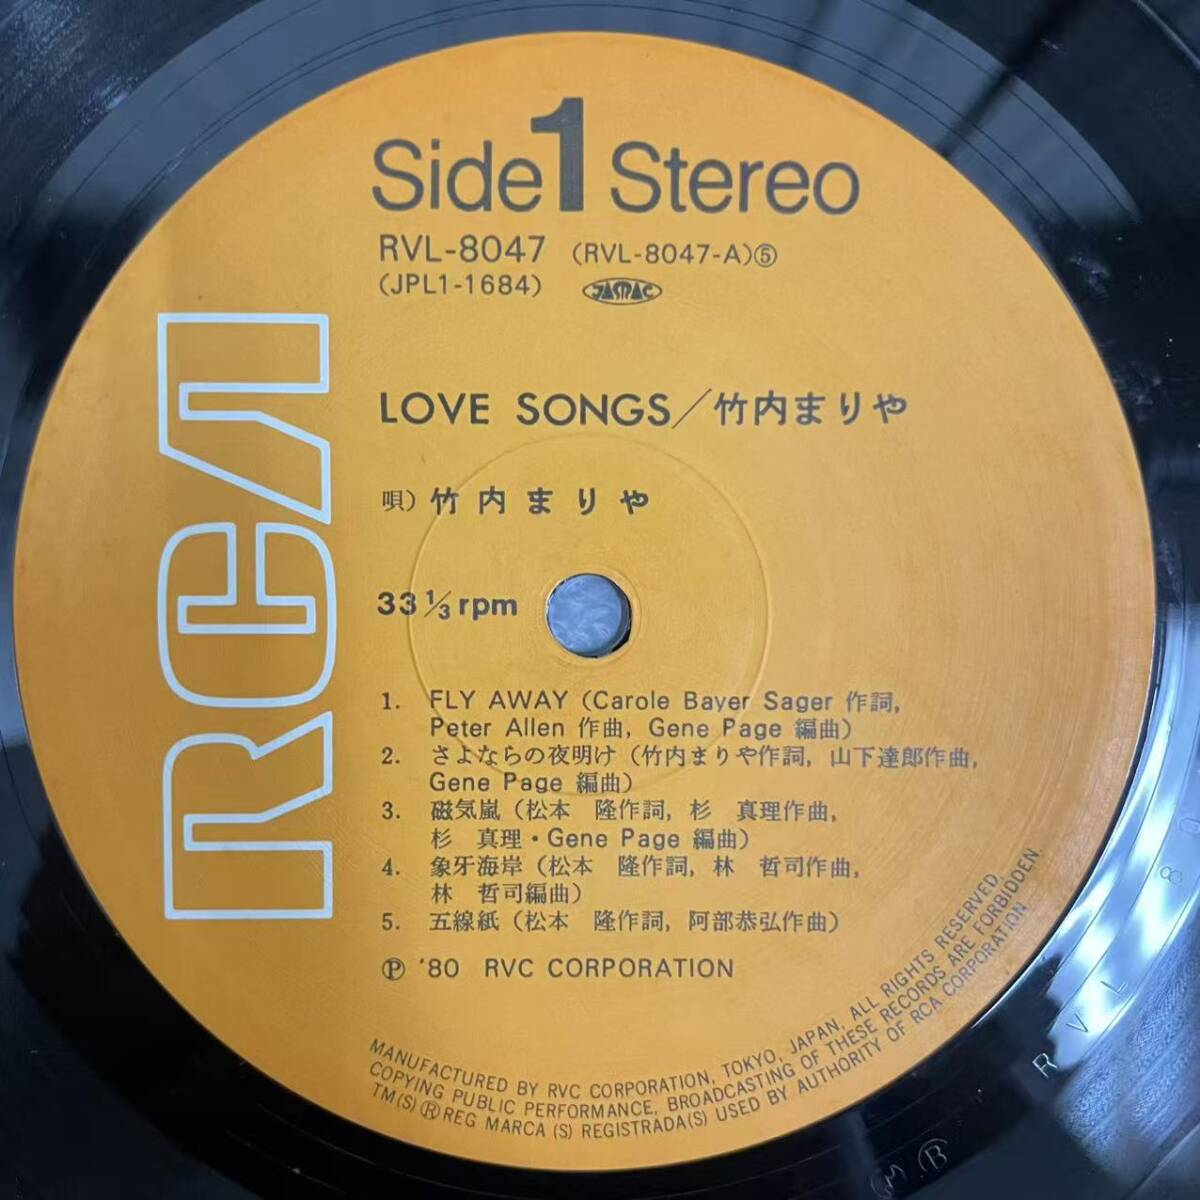 Side 1 Stereo
RVL-8047 (RVL-8047-A)⑤
(JPL1-1684) JASRAC
RCA
LOVE SONGS／竹内まりや
唄）竹内まりや
33 1/3 rpm
1. FLY AWAY (Carole Bayer Sager 作詞,
Peter Allen 作曲, Gene Page 編曲)
2. さよならの夜明け (竹内まりや作詞, 山下達郎作曲,
Gene Page 編曲)
3. 磁気嵐 (松本　隆作詞, 杉　真理作曲,
杉　真理・Gene Page 編曲)
4. 象牙海岸 (松本　隆作詞, 林　哲司作曲,
林　哲司編曲)
5. 五線紙 (松本　隆作詞, 阿部恭弘作曲)
Ⓟ '80 RVC CORPORATION
MANUFACTURED BY RVC CORPORATION, TOKYO, JAPAN, ALL RIGHTS RESERVED,
COPYING PUBLIC PERFORMANCE, BROADCASTING OF THESE RECORDS ARE FORBIDDEN.
TM(S) ® REG MARCA (S) REGISTRADA(S) USED BY AUTHORITY OF RCA CORPORATION
R V L 8 0
M B